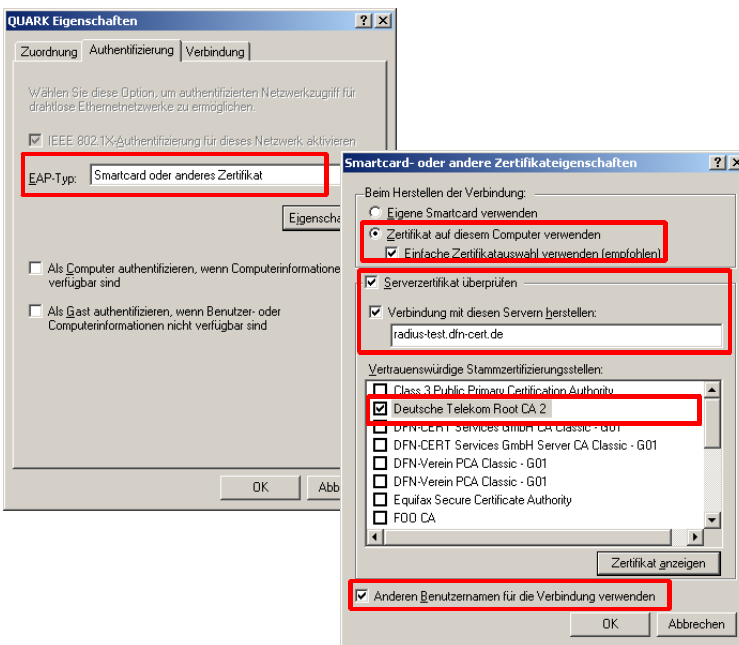 QUARK Eigenschaften
Zuordnung Authentifizierung Verbindung
Wählen Sie diese Option, um authentifizierten Netzwerkzugriff für
drahtlose Ethernetnetzwerke zu ermöglichen.
IEEE 802.1X-Authentifizierung für dieses Netzwerk aktivieren
EAP-Typ: Smartcard oder anderes Zertifikat
Eigenscha
Als Computer authentifizieren, wenn Computerinformatione
verfügbar sind
Als Gast authentifizieren, wenn Benutzer- oder
Computerinformationen nicht verfügbar sind
OK Abb
Smartcard- oder andere Zertifikateigenschaften
Beim Herstellen der Verbindung:
Eigene Smartcard verwenden
Zertifikat auf diesem Computer verwenden
Einfache Zertifikatauswahl verwenden (empfohlen)
Serverzertifikat überprüfen
Verbindung mit diesen Servern herstellen:
radius-test.dfn-cert.de
Vertrauenswürdige Stammzertifizierungsstellen:
Class 3 Public Primary Certification Authority
Deutsche Telekom Root CA 2
DFN-CERT Services GmbH CA Classic - G01
DFN-CERT Services GmbH Server CA Classic - G01
DFN-Verein PCA Classic - G01
DFN-Verein PCA Classic - G01
Equifax Secure Certificate Authority
FOO CA
Zertifikat anzeigen
Anderen Benutzernamen für die Verbindung verwenden
OK Abbrechen